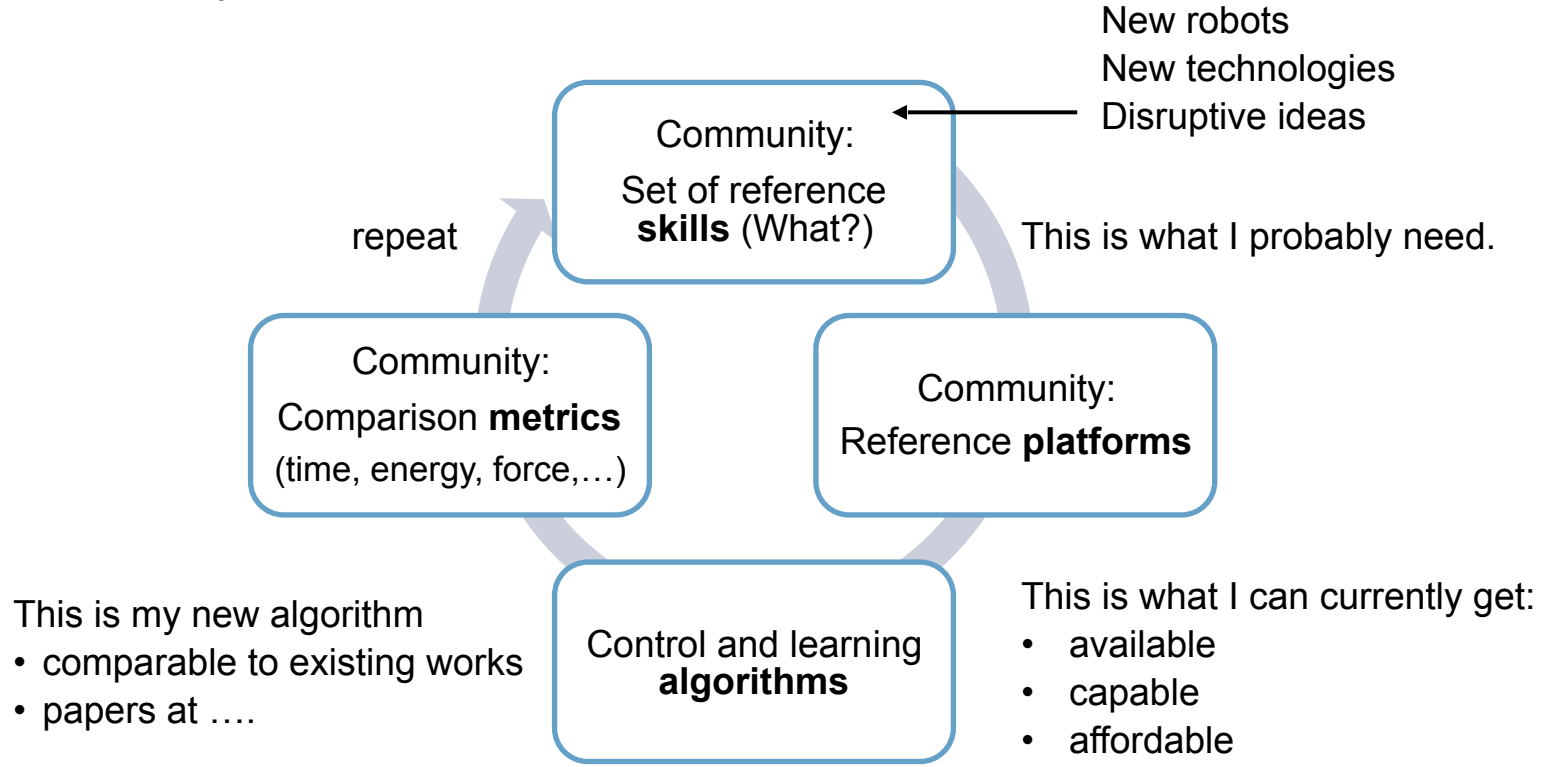 New robots
New technologies
Disruptive ideas
Community:
Set of reference
skills (What?)
repeat
This is what I probably need.
Community:
Comparison metrics
(time, energy, force,…)
Community:
Reference platforms
This is my new algorithm
• comparable to existing works
• papers at ….
Control and learning
algorithms
This is what I can currently get:
• available
• capable
• affordable